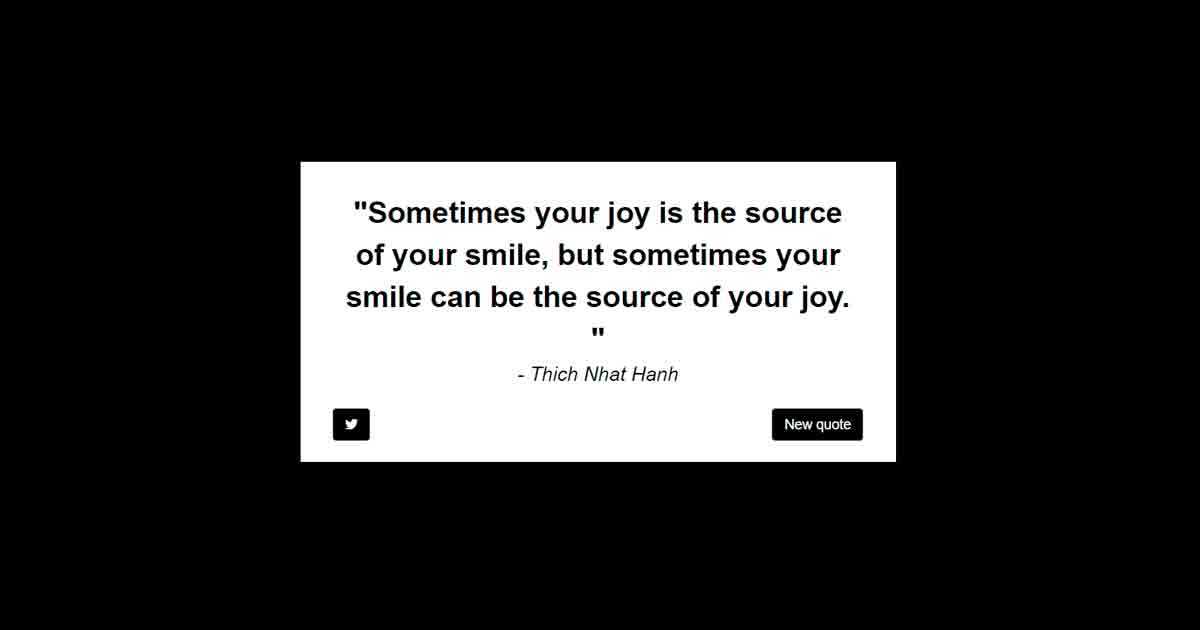 "Sometimes your joy is the source
of your smile, but sometimes your
smile can be the source of your joy.
"
- Thich Nhat Hanh
New quote